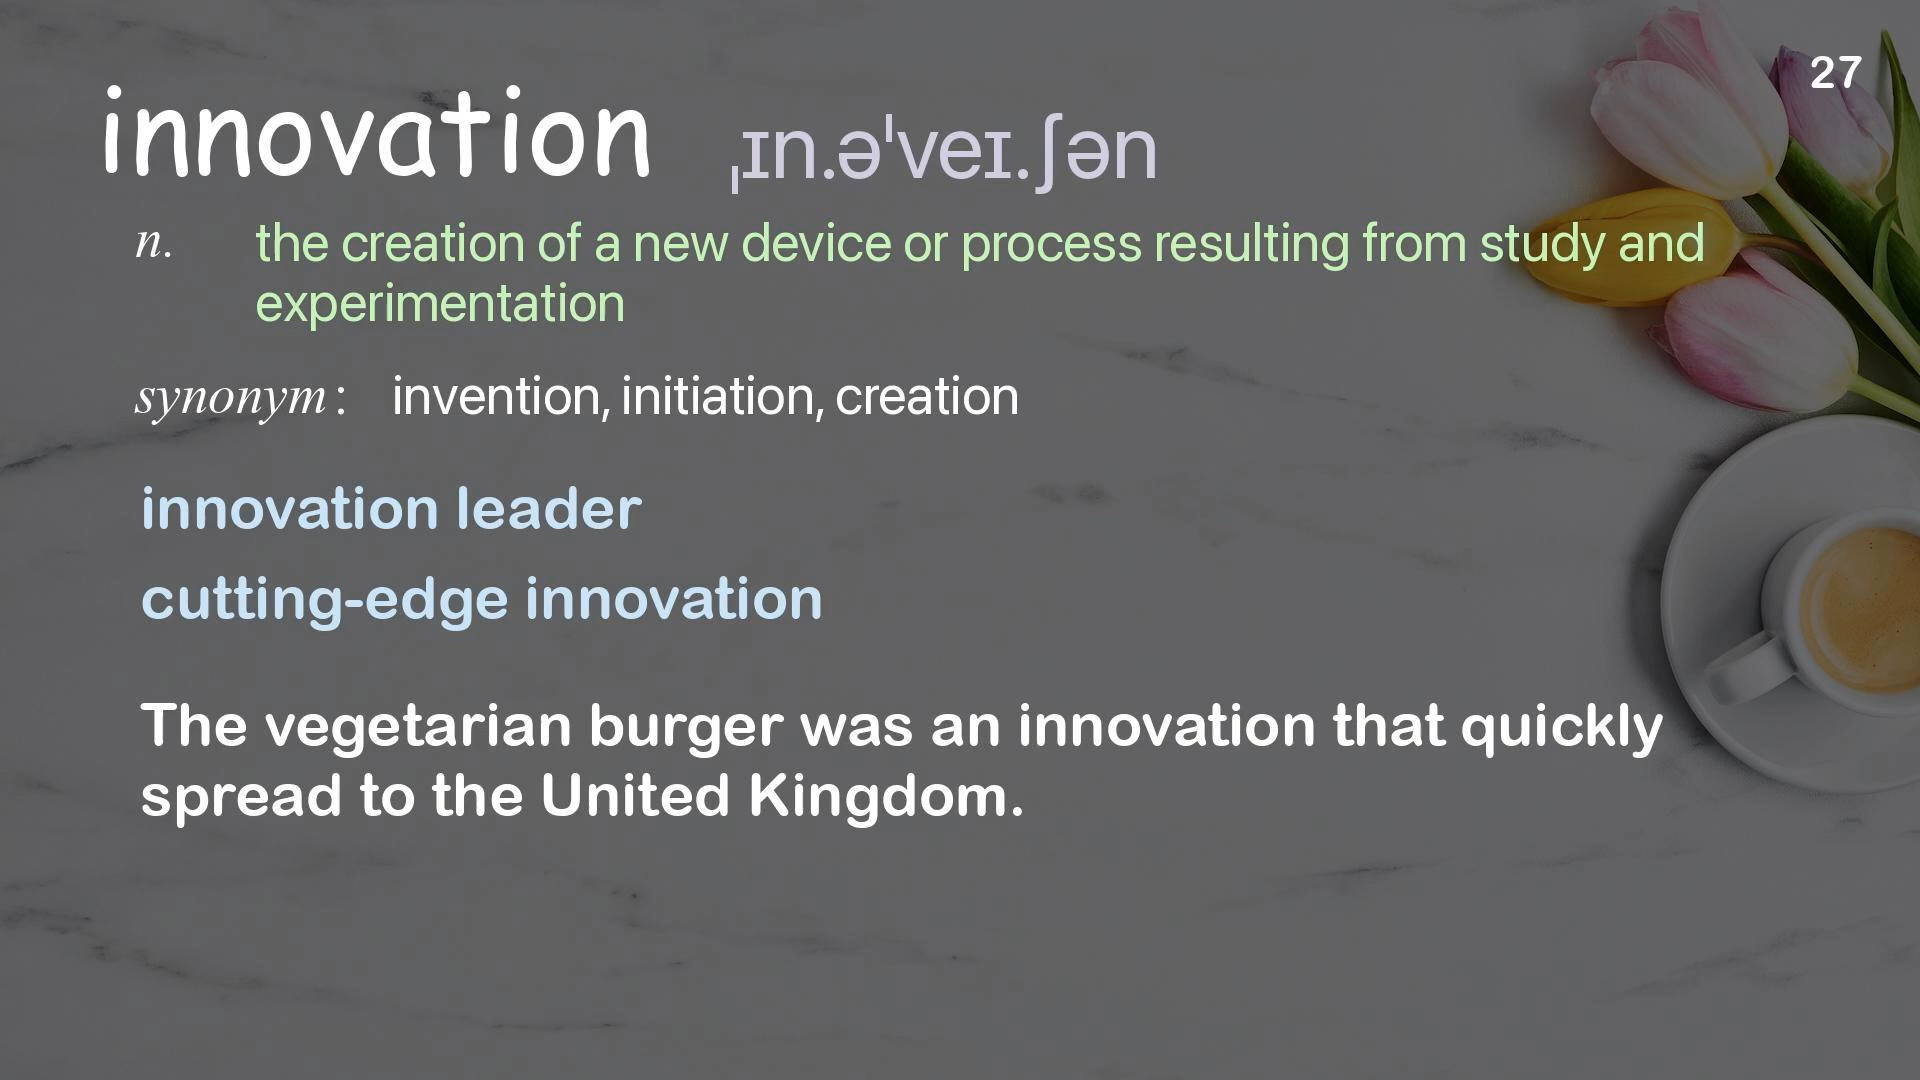 27
innovation ˌɪn.əˈveɪ.ʃən
n. the creation of a new device or process resulting from study and
experimentation
synonym: invention, initiation, creation
innovation leader
cutting-edge innovation
The vegetarian burger was an innovation that quickly
spread to the United Kingdom.